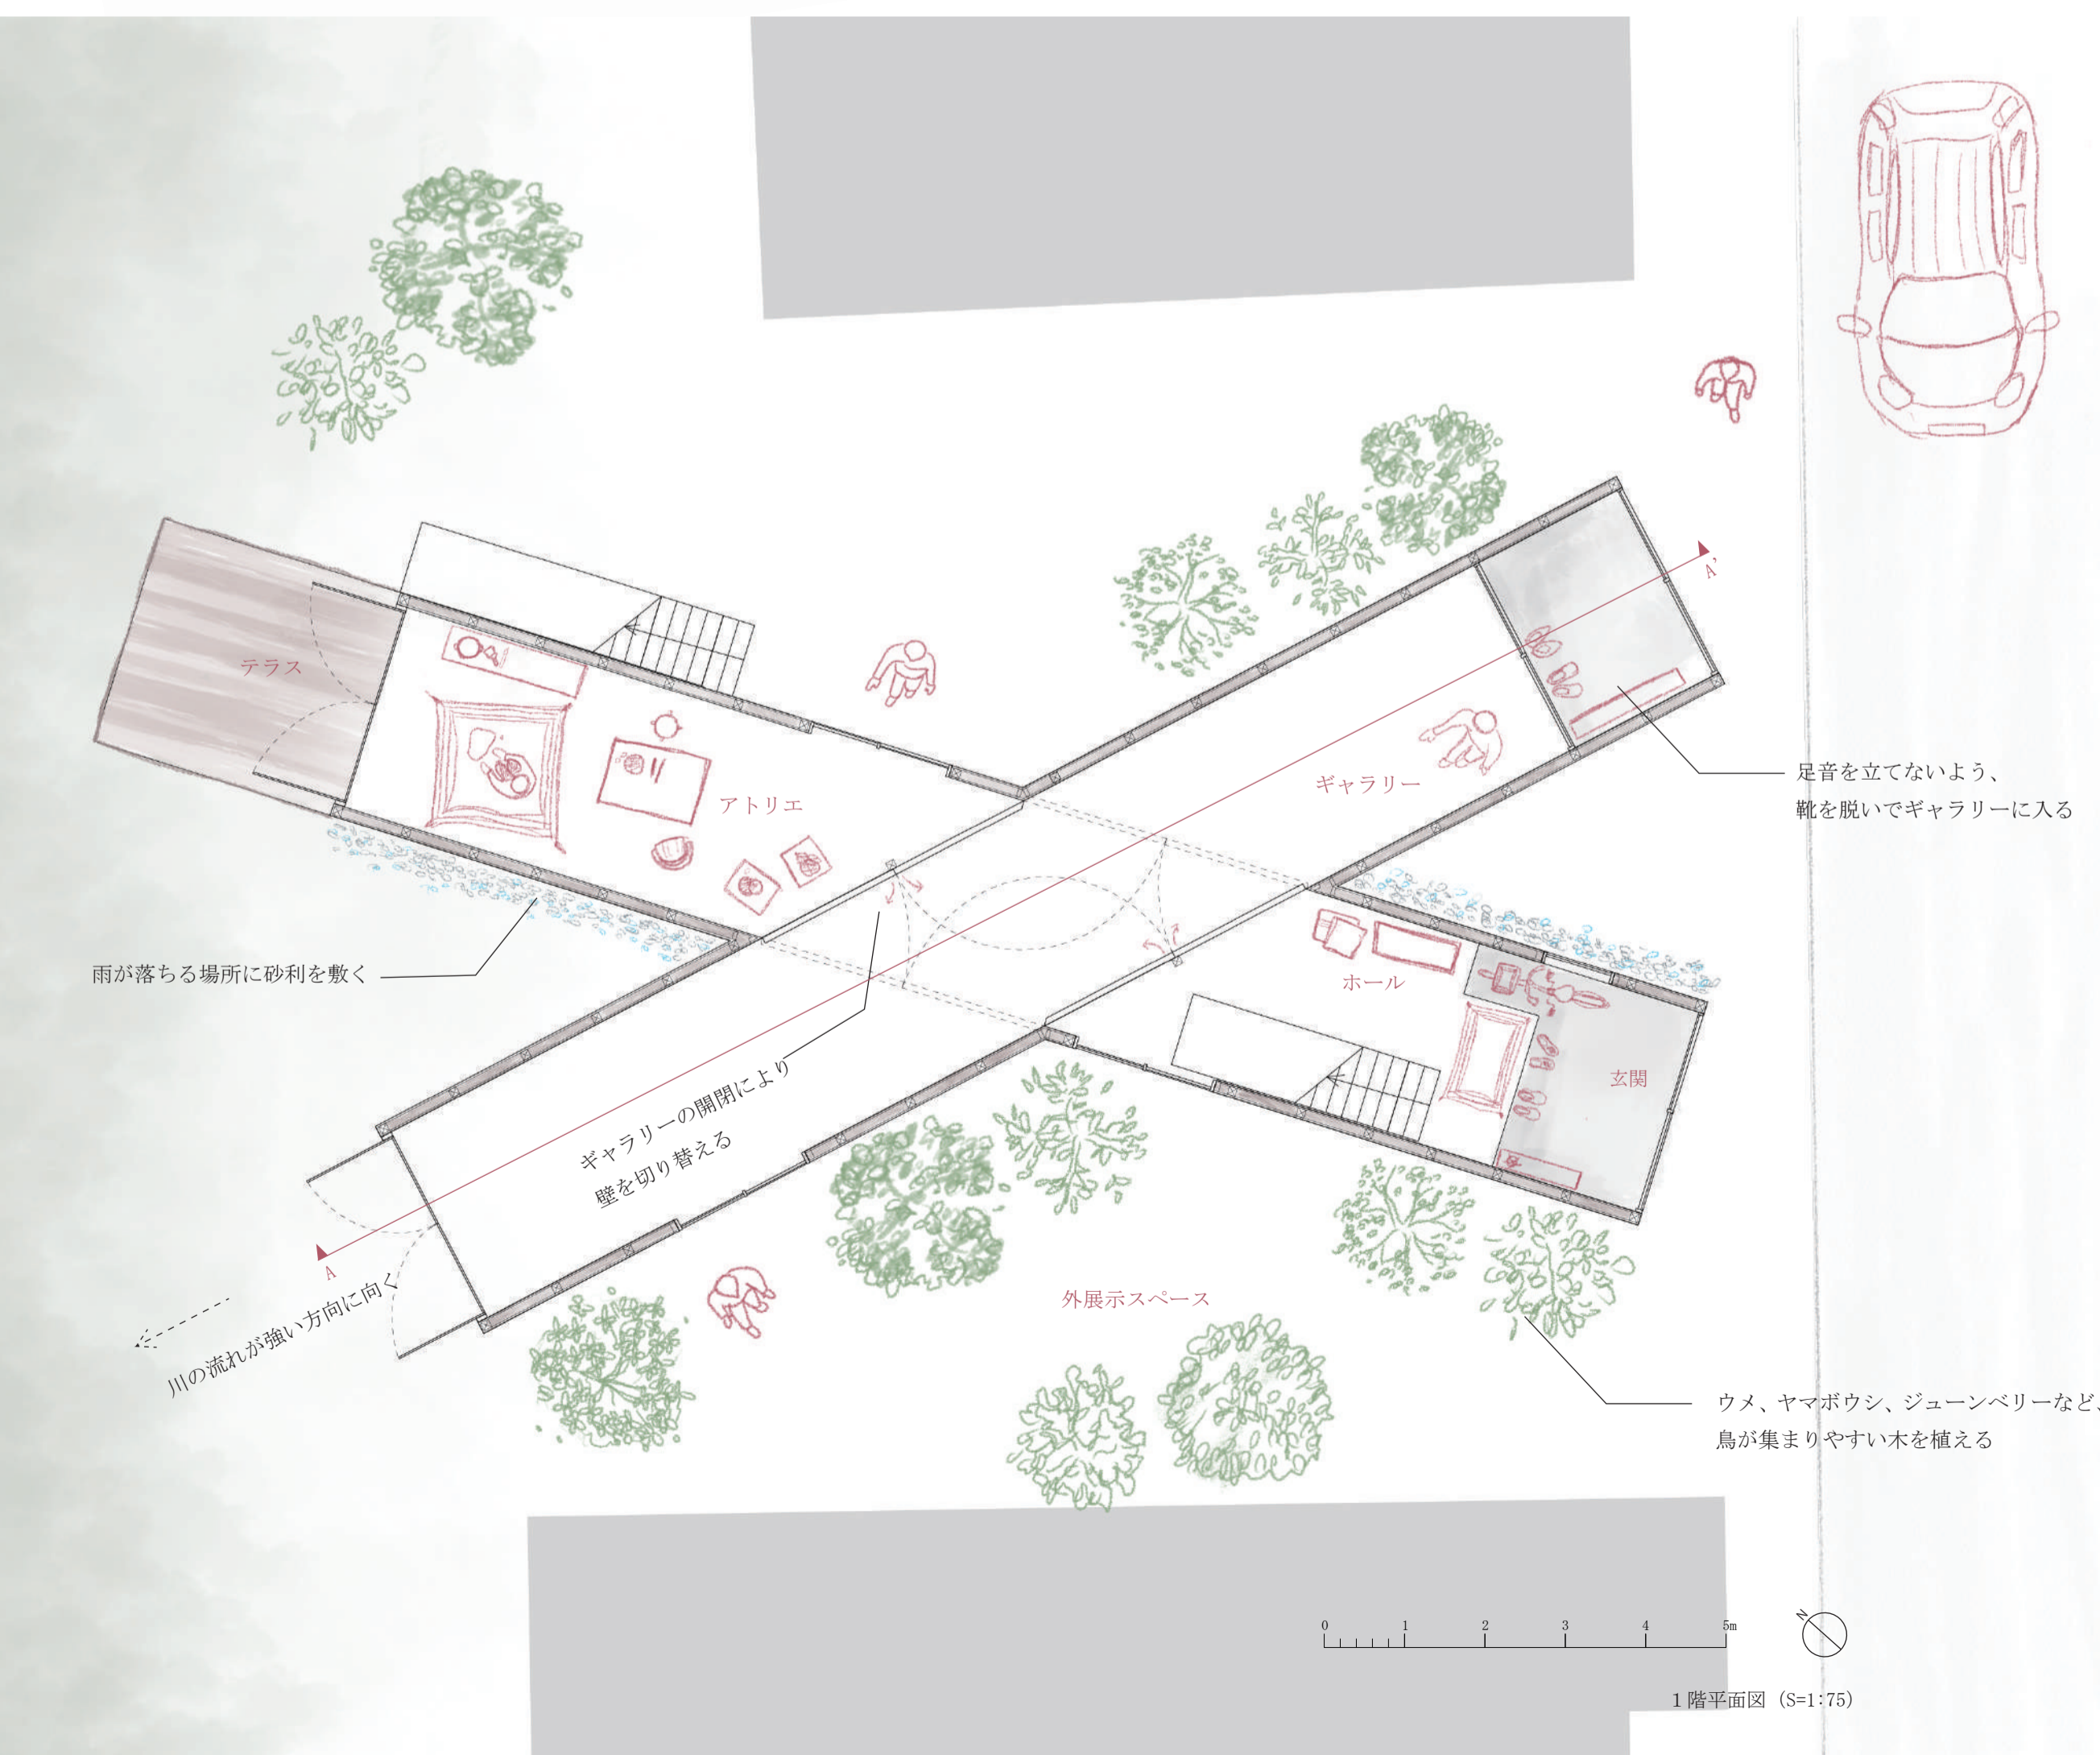 テラス
アトリエ
ギャラリー
A’
足音を立てないよう、
靴を脱いでギャラリーに入る
雨が落ちる場所に砂利を敷く
ホール
玄関
ギャラリーの開閉により
壁を切り替える
A
川の流れが強い方向に向く
外展示スペース
ウメ、ヤマボウシ、ジューンベリーなど、
鳥が集まりやすい木を植える
0 1 2 3 4 5m
N
1階平面図 (S=1:75)